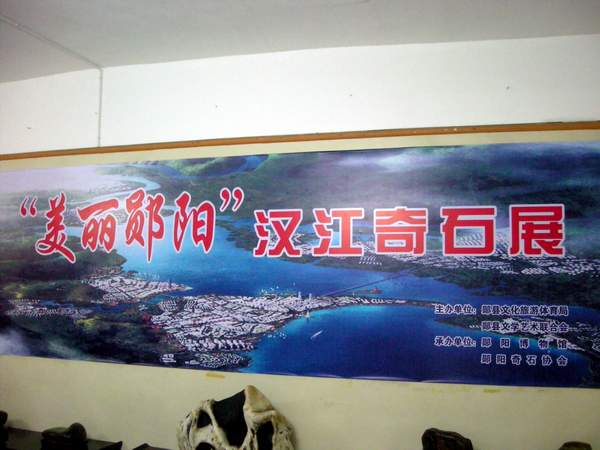 “美丽郧阳”汉江奇石展
主办单位：郧县文化旅游体育局
郧县文学艺术联合会
承办单位：郧阳博物馆
郧阳奇石协会